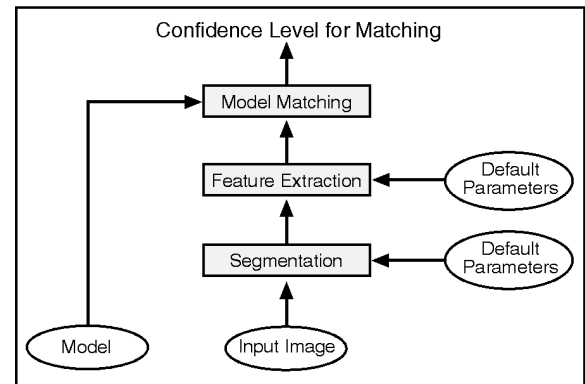 Confidence Level for Matching
Model Matching
Feature Extraction
Default
Parameters
Segmentation
Default
Parameters
Model
Input Image